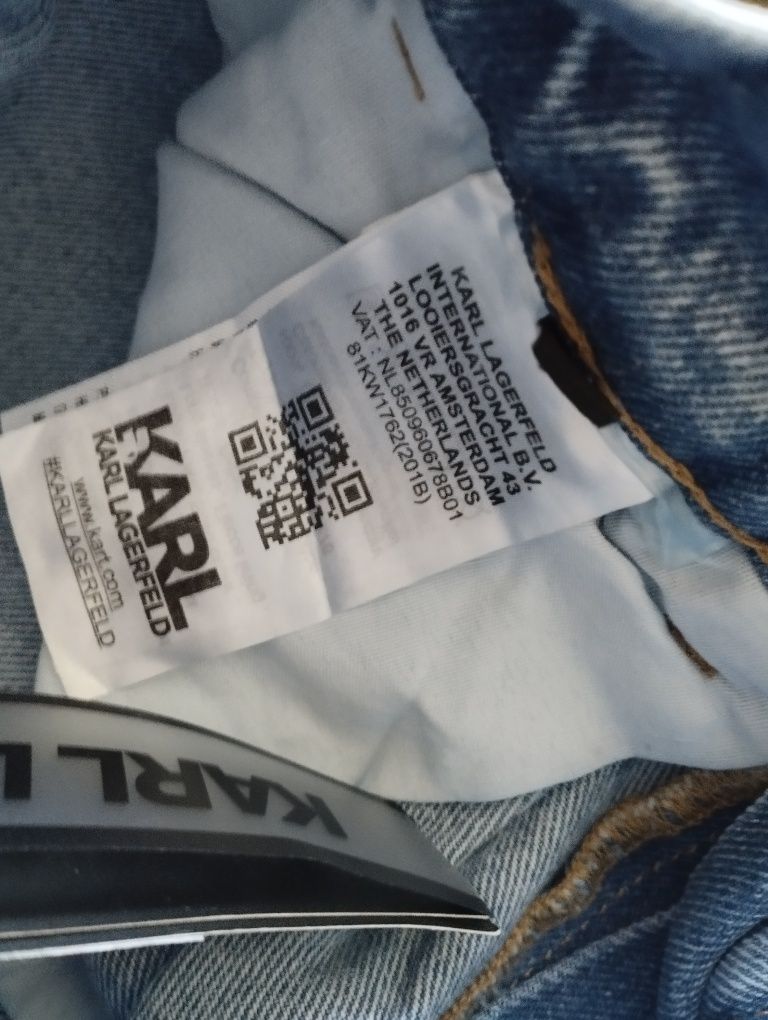 KARL LAGERFELD
INTERNATIONAL B.V.
LOOIERSGRACHT 43
1016 VR AMSTERDAM
THE NETHERLANDS
VAT : NL850960678B01
81KW1762(201B)
KARL
KARL LAGERFELD
www.karl.com
#KARLLAGERFELD
KARL L